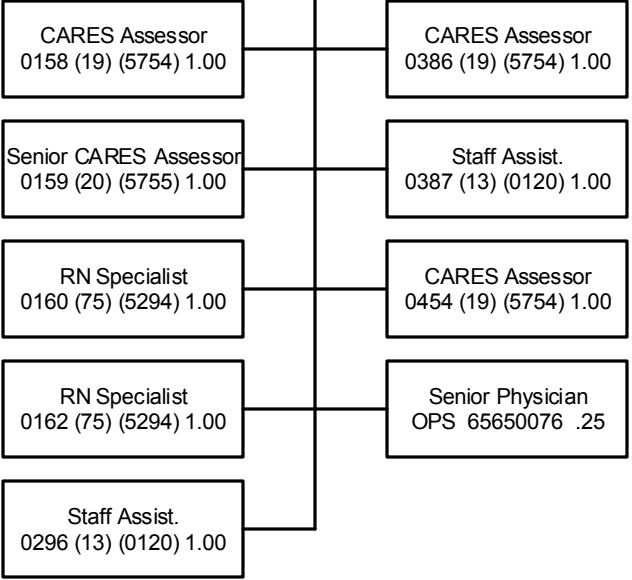 CARES Assessor
0158 (19) (5754) 1.00
CARES Assessor
0386 (19) (5754) 1.00
Senior CARES Assessor
0159 (20) (5755) 1.00
Staff Assist.
0387 (13) (0120) 1.00
RN Specialist
0160 (75) (5294) 1.00
CARES Assessor
0454 (19) (5754) 1.00
RN Specialist
0162 (75) (5294) 1.00
Senior Physician
OPS 65650076 .25
Staff Assist.
0296 (13) (0120) 1.00